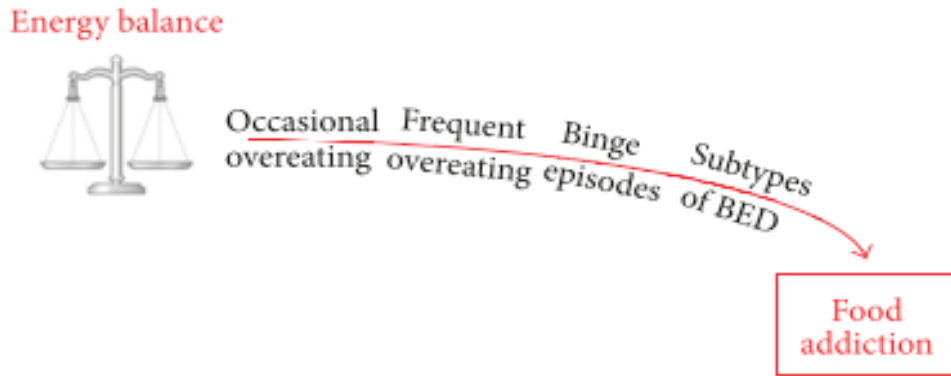 Energy balance
Occasional Frequent Binge Subtypes
overeating overeating episodes of BED
Food
addiction